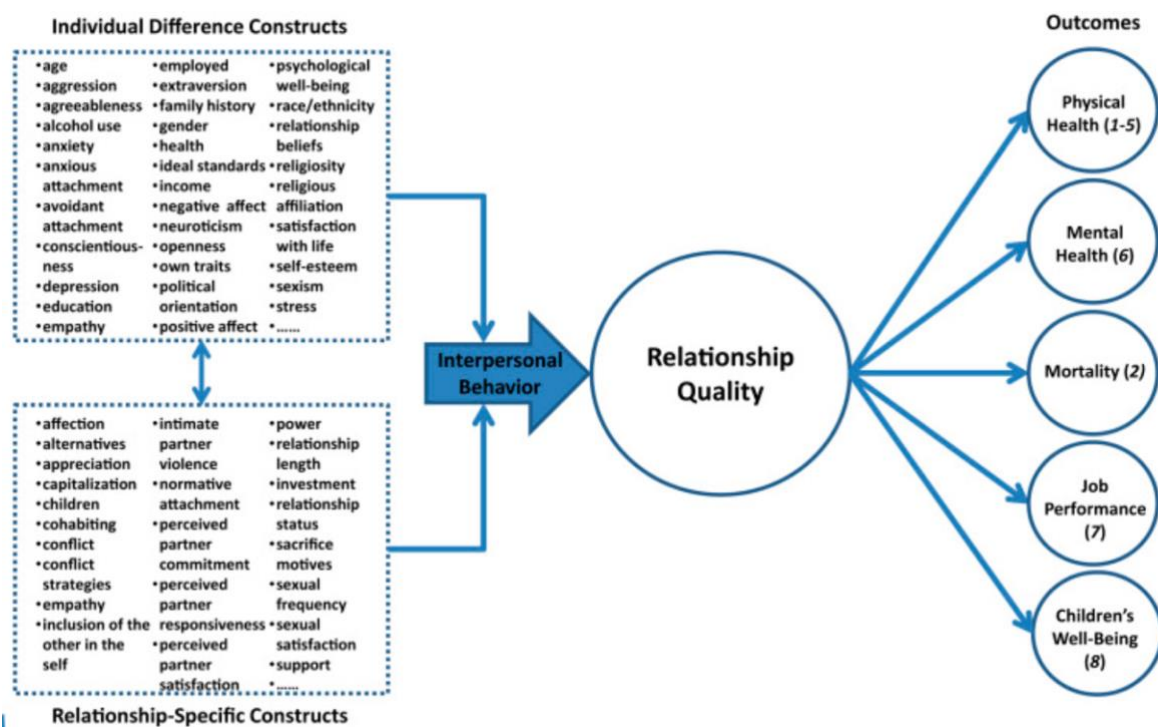 Individual Difference Constructs
•age
•aggression
•agreeableness
•alcohol use
•anxiety
•anxious
attachment
•avoidant
attachment
•conscientious-
ness
•depression
•education
•empathy
•employed
•extraversion
•family history
•gender
•health
•ideal standards
•income
•negative affect
•neuroticism
•openness
•own traits
•political
orientation
•positive affect
•psychological
well-being
•race/ethnicity
•relationship
beliefs
•religiosity
•religious
affiliation
•satisfaction
with life
•self-esteem
•sexism
•stress
•......
•affection
•alternatives
•appreciation
•capitalization
•children
•cohabiting
•conflict
•conflict
strategies
•empathy
•inclusion of the
other in the
self
•intimate
partner
violence
•normative
attachment
•perceived
partner
commitment
•perceived
partner
responsiveness
•perceived
partner
satisfaction
•power
•relationship
length
•investment
•relationship
status
•sacrifice
motives
•sexual
frequency
•sexual
satisfaction
•support
•......
Relationship-Specific Constructs
Interpersonal
Behavior
Relationship
Quality
Outcomes
Physical
Health (1-5)
Mental
Health (6)
Mortality (2)
Job
Performance
(7)
Children's
Well-Being
(8)